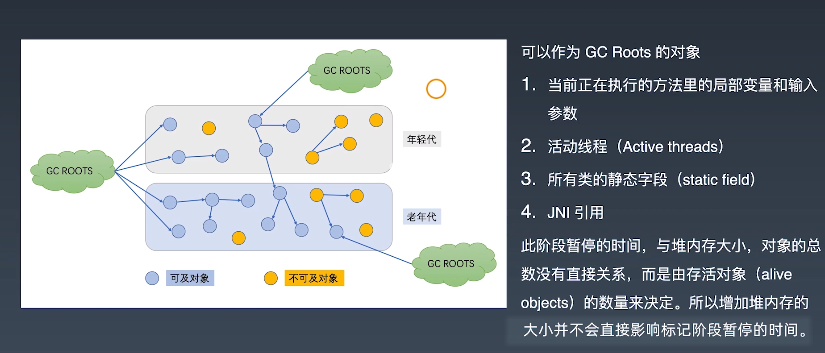 GC ROOTS
GC ROOTS
年轻代
老年代
GC ROOTS
可及对象
不可及对象
可以作为 GC Roots 的对象
1. 当前正在执行的方法里的局部变量和输入
参数
2. 活动线程（Active threads）
3. 所有类的静态字段（static field）
4. JNI 引用
此阶段暂停的时间，与堆内存大小，对象的总
数没有直接关系，而是由存活对象（alive
objects）的数量来决定。所以增加堆内存的
大小并不会直接影响标记阶段暂停的时间。